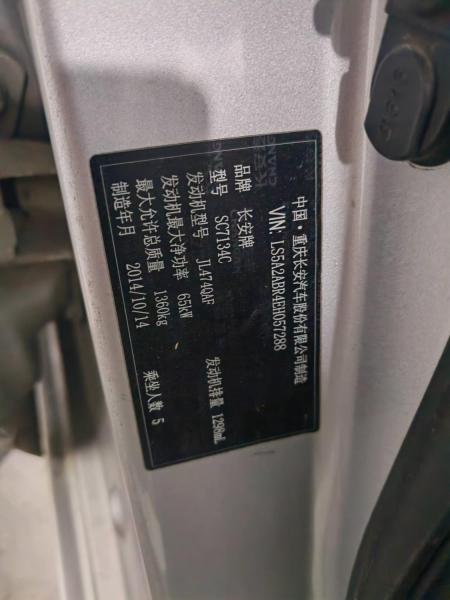 中国·重庆长安汽车股份有限公司制造
VIN: LS5A2ABR4EH057288
品牌 长安牌
型号 SC7134C
发动机型号 JL474QAF 发动机排量 1298mL
发动机最大净功率 65kW
最大允许总质量 1360kg
制造年月 2014/10/14 乘坐人数 5